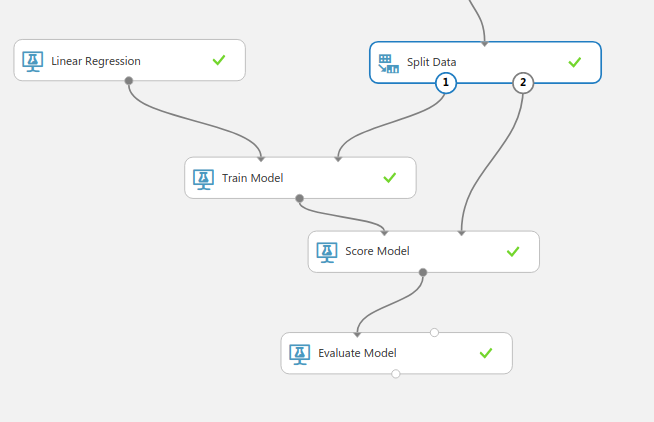 Linear Regression
Split Data
1
2
Train Model
Score Model
Evaluate Model